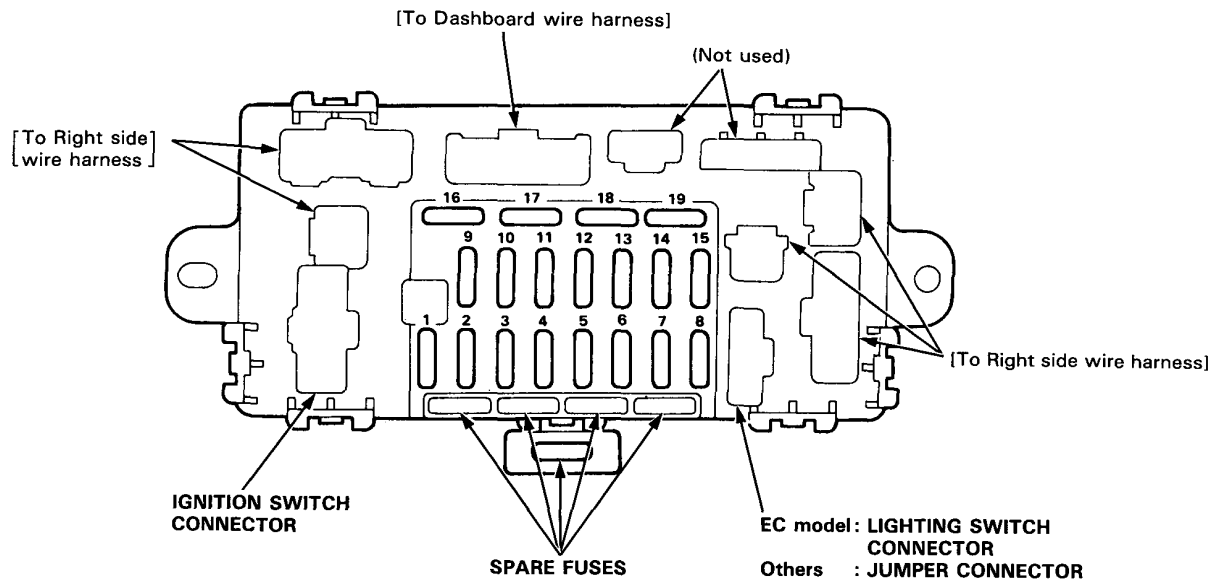 [To Dashboard wire harness]
(Not used)
[To Right side wire harness]
16 17 18 19
9 10 11 12 13 14 15
1 2 3 4 5 6 7 8
[To Right side wire harness]
IGNITION SWITCH
CONNECTOR
SPARE FUSES
EC model: LIGHTING SWITCH
CONNECTOR
Others : JUMPER CONNECTOR